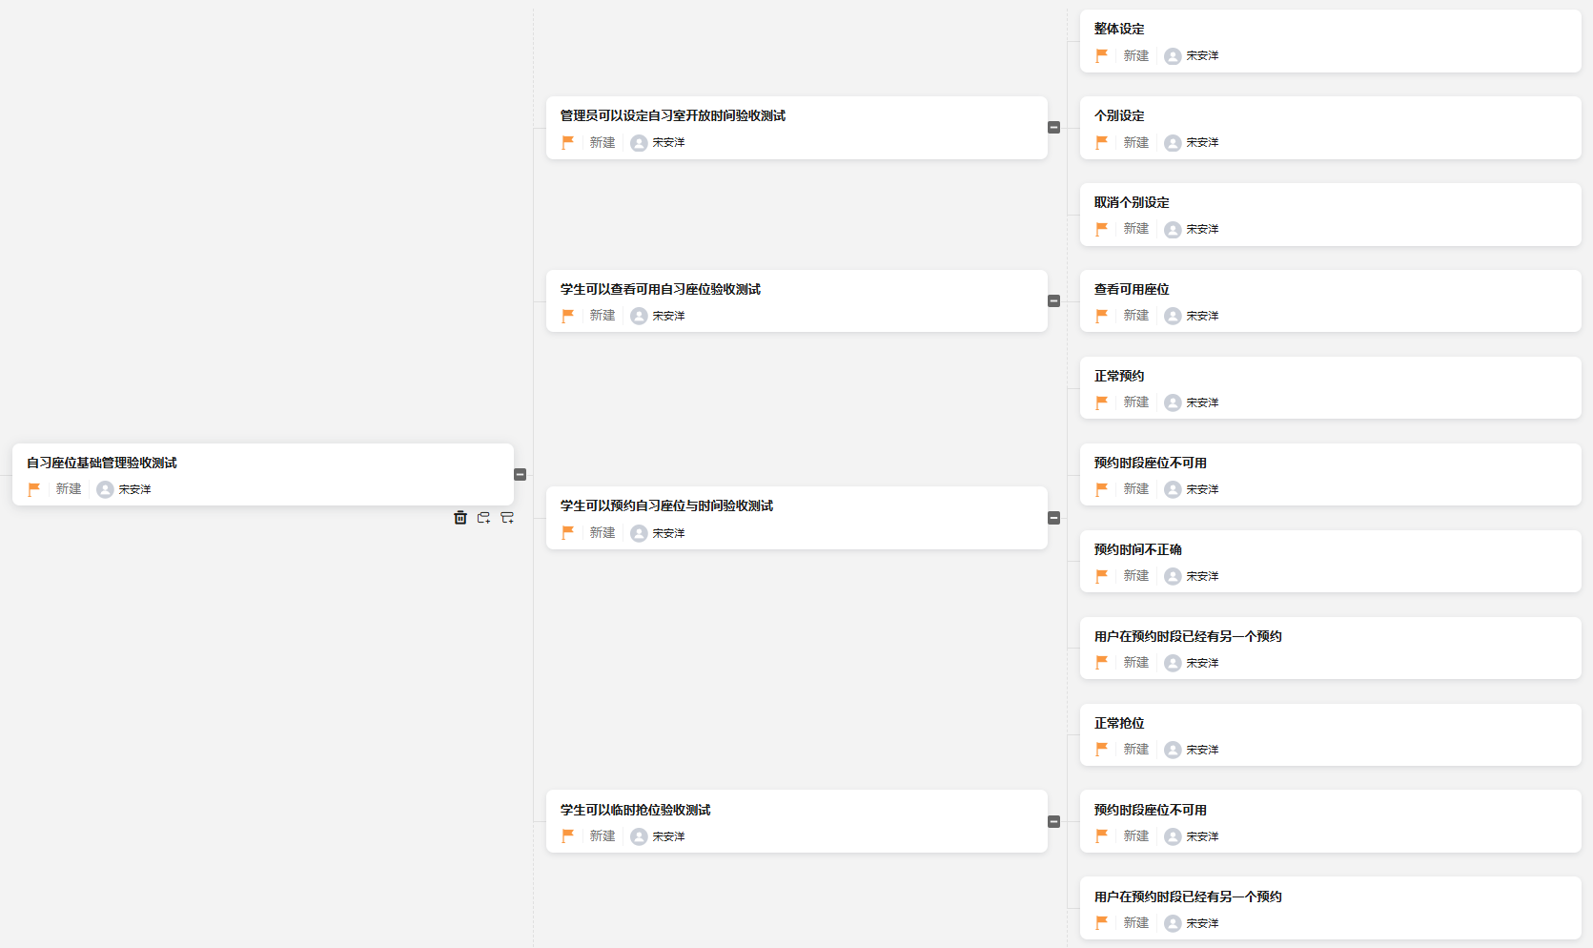 自习座位基础管理验收测试
新建 宋安洋
管理员可以设定自习室开放时间验收测试
新建 宋安洋
学生可以查看可用自习座位验收测试
新建 宋安洋
学生可以预约自习座位与时间验收测试
新建 宋安洋
学生可以临时抢位验收测试
新建 宋安洋
整体设定
新建 宋安洋
个别设定
新建 宋安洋
取消个别设定
新建 宋安洋
查看可用座位
新建 宋安洋
正常预约
新建 宋安洋
预约时段座位不可用
新建 宋安洋
预约时间不正确
新建 宋安洋
用户在预约时段已经有另一个预约
新建 宋安洋
正常抢位
新建 宋安洋
预约时段座位不可用
新建 宋安洋
用户在预约时段已经有另一个预约
新建 宋安洋